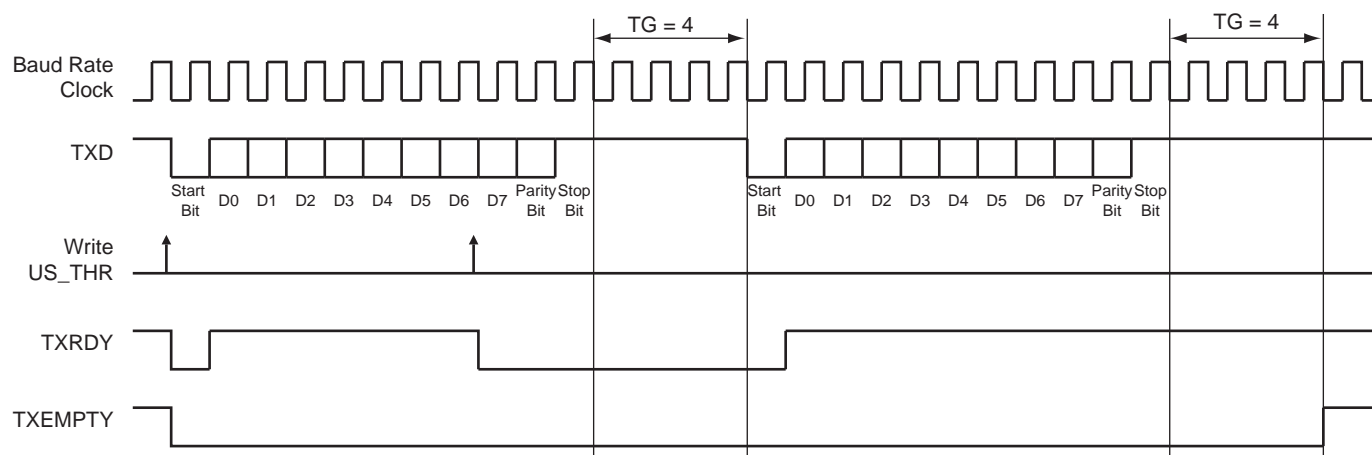 TG = 4
TG = 4
Baud Rate
Clock
TXD
Start
Bit
D0
D1
D2
D3
D4
D5
D6
D7
Parity
Bit
Stop
Bit
Start
Bit
D0
D1
D2
D3
D4
D5
D6
D7
Parity
Bit
Stop
Bit
Write
US_THR
TXRDY
TXEMPTY